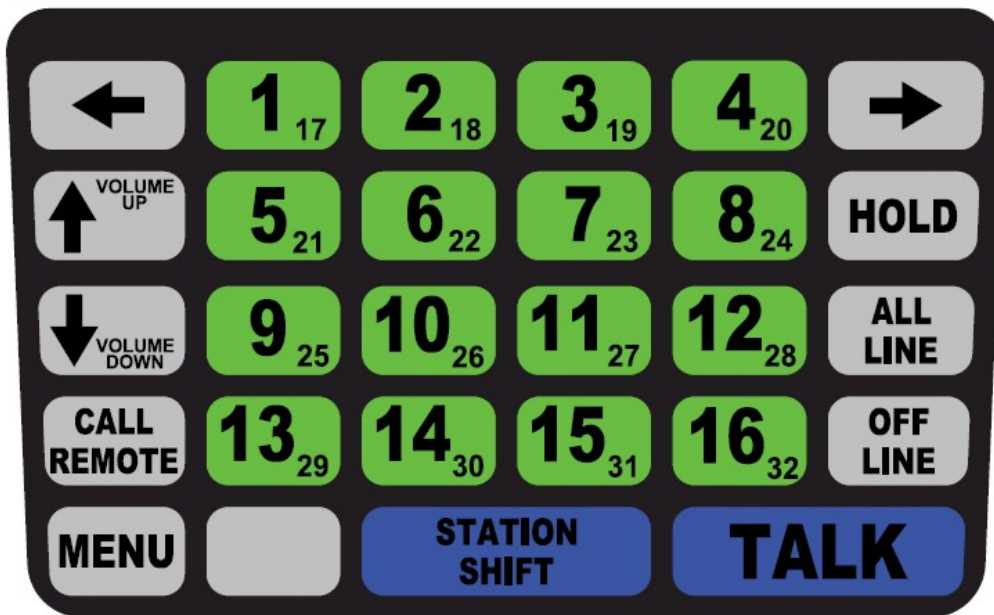 1 17
2 18
3 19
4 20
VOLUME
UP
5 21
6 22
7 23
8 24
HOLD
VOLUME
DOWN
9 25
10 26
11 27
12 28
ALL
LINE
CALL
REMOTE
13 29
14 30
15 31
16 32
OFF
LINE
MENU
STATION
SHIFT
TALK